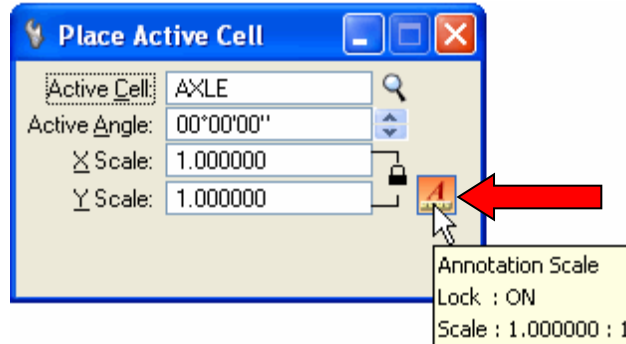 Place Active Cell
Active Cell: AXLE
Active Angle: 00°00'00"
X Scale: 1.000000
Y Scale: 1.000000
A
Annotation Scale
Lock : ON
Scale : 1.000000 : 1